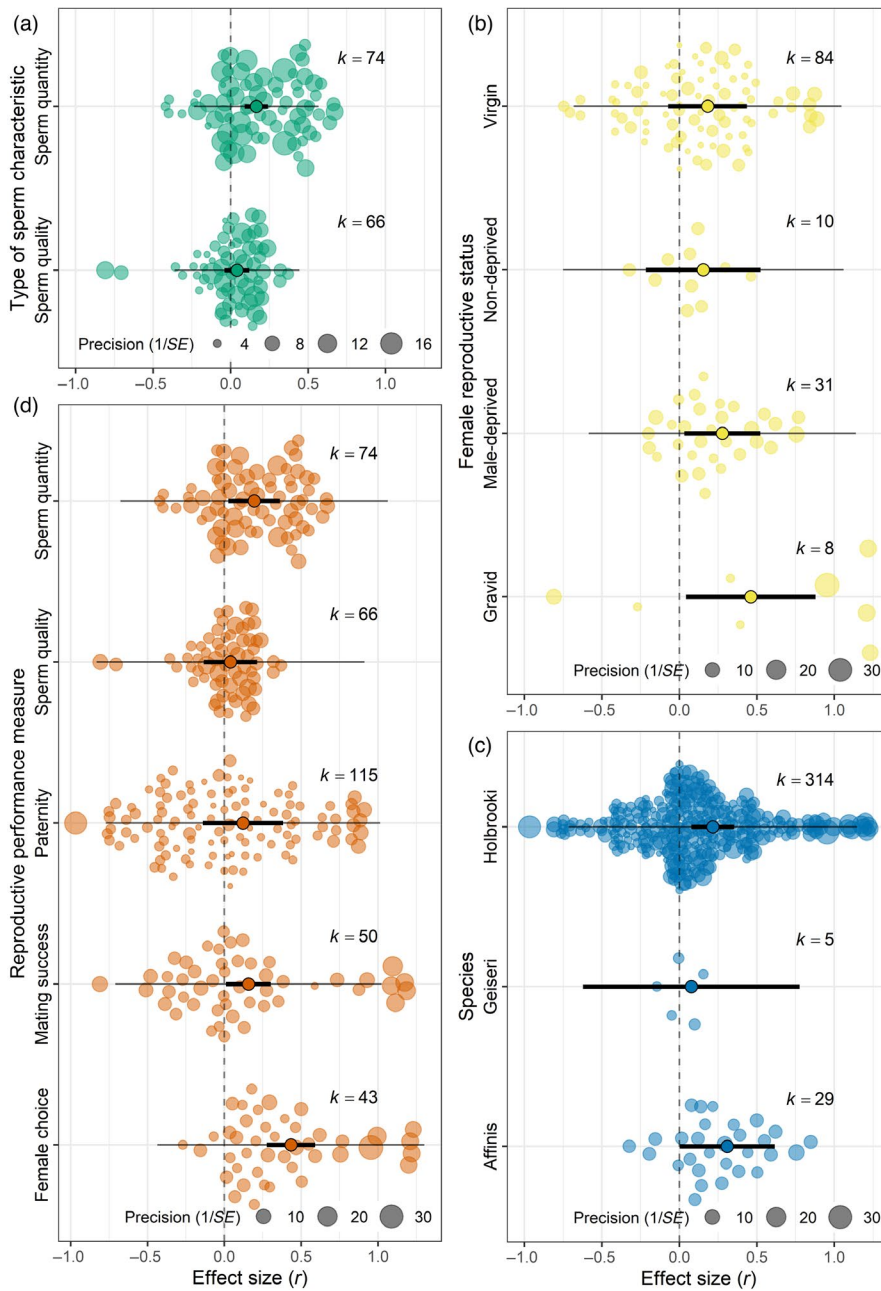 (a)
Type of sperm characteristic
Sperm quantity
k = 74
Sperm quality
k = 66
Precision (1/SE) 4 8 12 16
−1.0 −0.5 0.0 0.5 1.0
(b)
Female reproductive status
Virgin
k = 84
Non-deprived
k = 10
Male-deprived
k = 31
Gravid
k = 8
Precision (1/SE) 10 20 30
−1.0 −0.5 0.0 0.5 1.0
(d)
Reproductive performance measure
Sperm quantity
k = 74
Sperm quality
k = 66
Paternity
k = 115
Mating success
k = 50
Female choice
k = 43
Precision (1/SE) 10 20 30
−1.0 −0.5 0.0 0.5 1.0
Effect size (r)
(c)
Species
Holbrooki
k = 314
Geiseri
k = 5
Affinis
k = 29
Precision (1/SE) 10 20 30
−1.0 −0.5 0.0 0.5 1.0
Effect size (r)